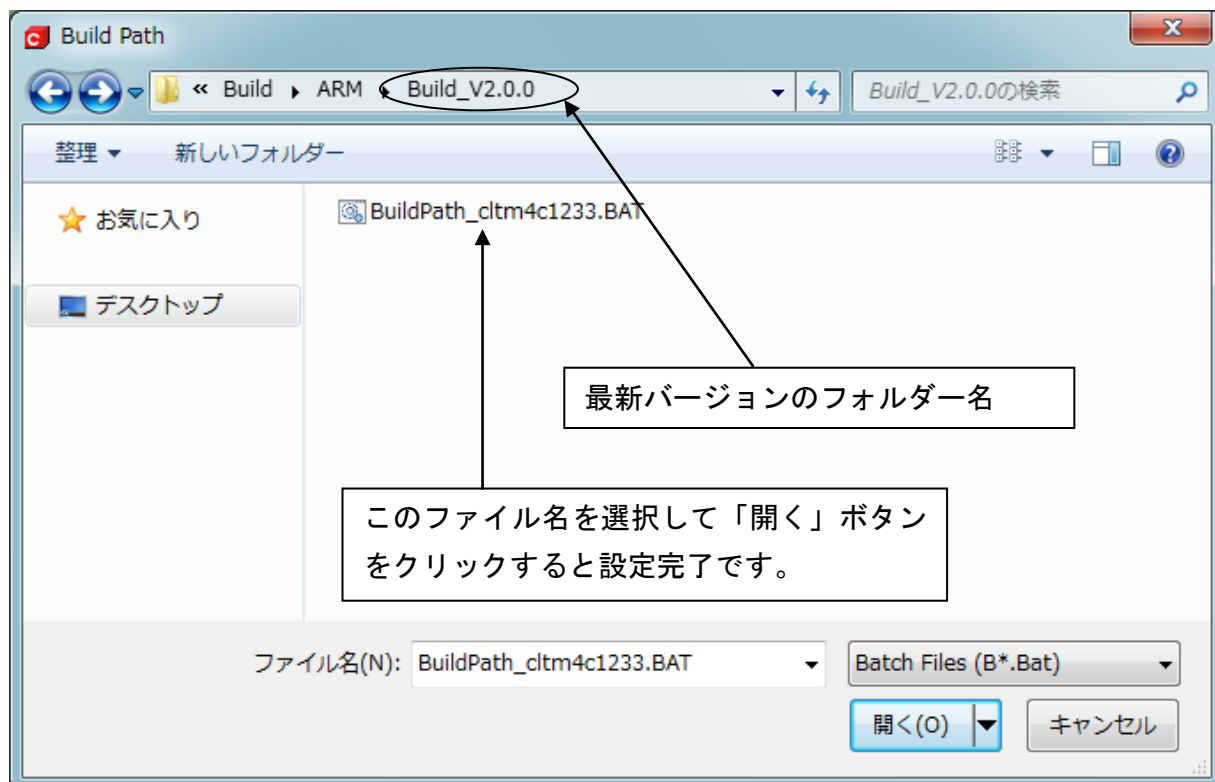 Build Path
« Build ARM Build_V2.0.0 Build_V2.0.0の検索
整理 新しいフォルダー
お気に入り BuildPath_cltm4c1233.BAT
デスクトップ
最新バージョンのフォルダー名
このファイル名を選択して「開く」ボタン
をクリックすると設定完了です。
ファイル名(N): BuildPath_cltm4c1233.BAT Batch Files (B*.Bat)
開く(O) キャンセル